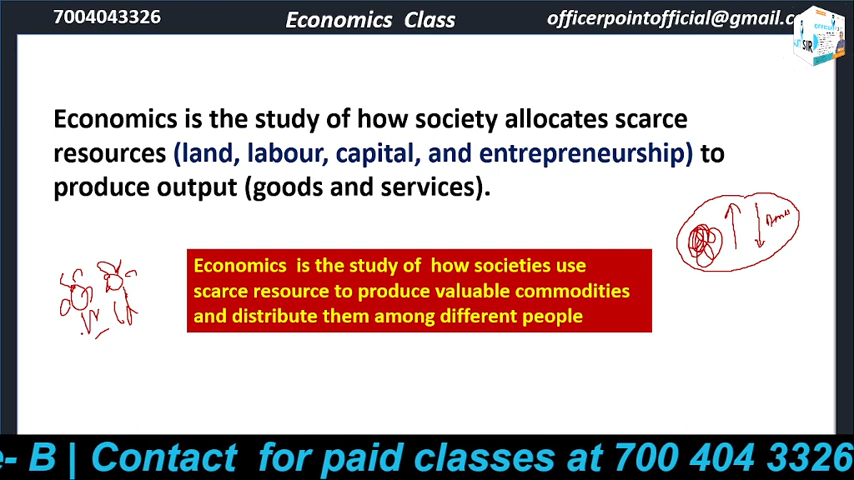 7004043326
Economics Class
officerpointofficial@gmail.c
SIR
Economics is the study of how society allocates scarce
resources (land, labour, capital, and entrepreneurship) to
produce output (goods and services).
Economics is the study of how societies use
scarce resource to produce valuable commodities
and distribute them among different people
e- B | Contact for paid classes at 700 404 3326